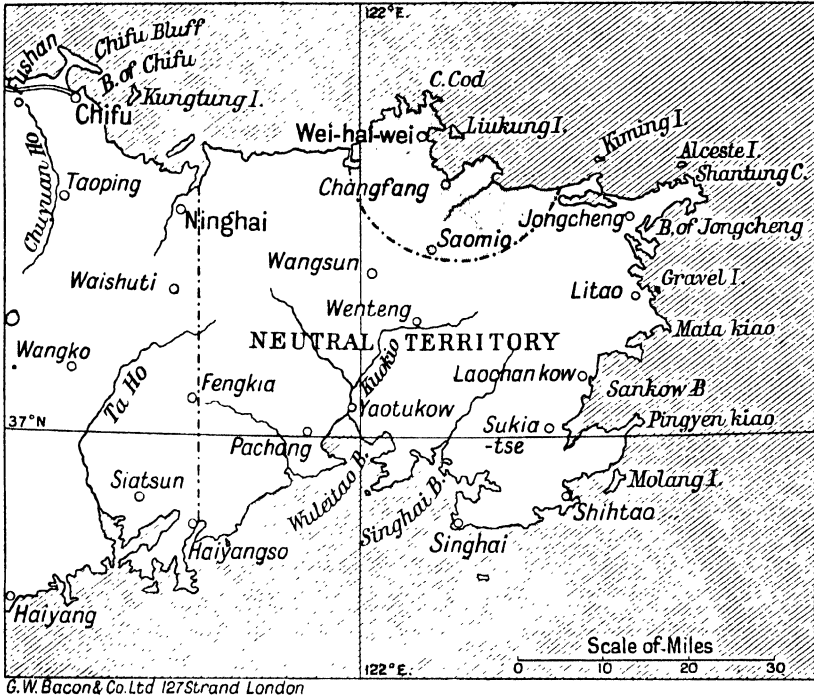 122°E.
Fushan
Chifu Bluff
B. of Chifu
Kungtung I.
Chifu
C. Cod
Wei-hai-wei
Liukung I.
Kiming I.
Alceste I.
Shantung C.
Chuyuan Ho
Taoping
Changfang
Ninghai
Jongcheng
B. of Jongcheng
Saomio
Wangsun
Waishuti
Litao
Gravel I.
Wenteng
NEUTRAL TERRITORY
Mata kiao
Wangko
Ta Ho
Kuokio
Laochankow
Fengkia
Sankow B
Yaotukow
37°N
Pachang
Sukia
-tse
Pingyen kiao
Siatsun
Wuleitao B.
Singhai B.
Molang I.
Haiyangso
Singhai
Shihtao
Haiyang
Scale of Miles
0 10 20 30
122°E.
G.W. Bacon & Co. Ltd 127 Strand London